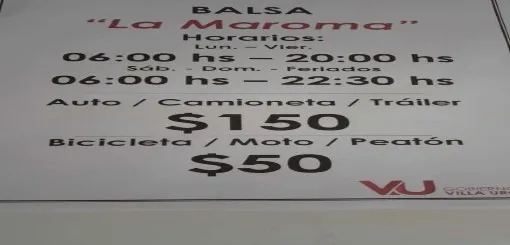 BALSA
“La Maroma”
Horarios:
Lun. – Vier.
06:00 hs – 20:00 hs
Sáb. - Dom. - Feriados
06:00 hs – 22:30 hs
Auto / Camioneta / Tráiler
$150
Bicicleta / Moto / Peatón
$50
VU
VILLA